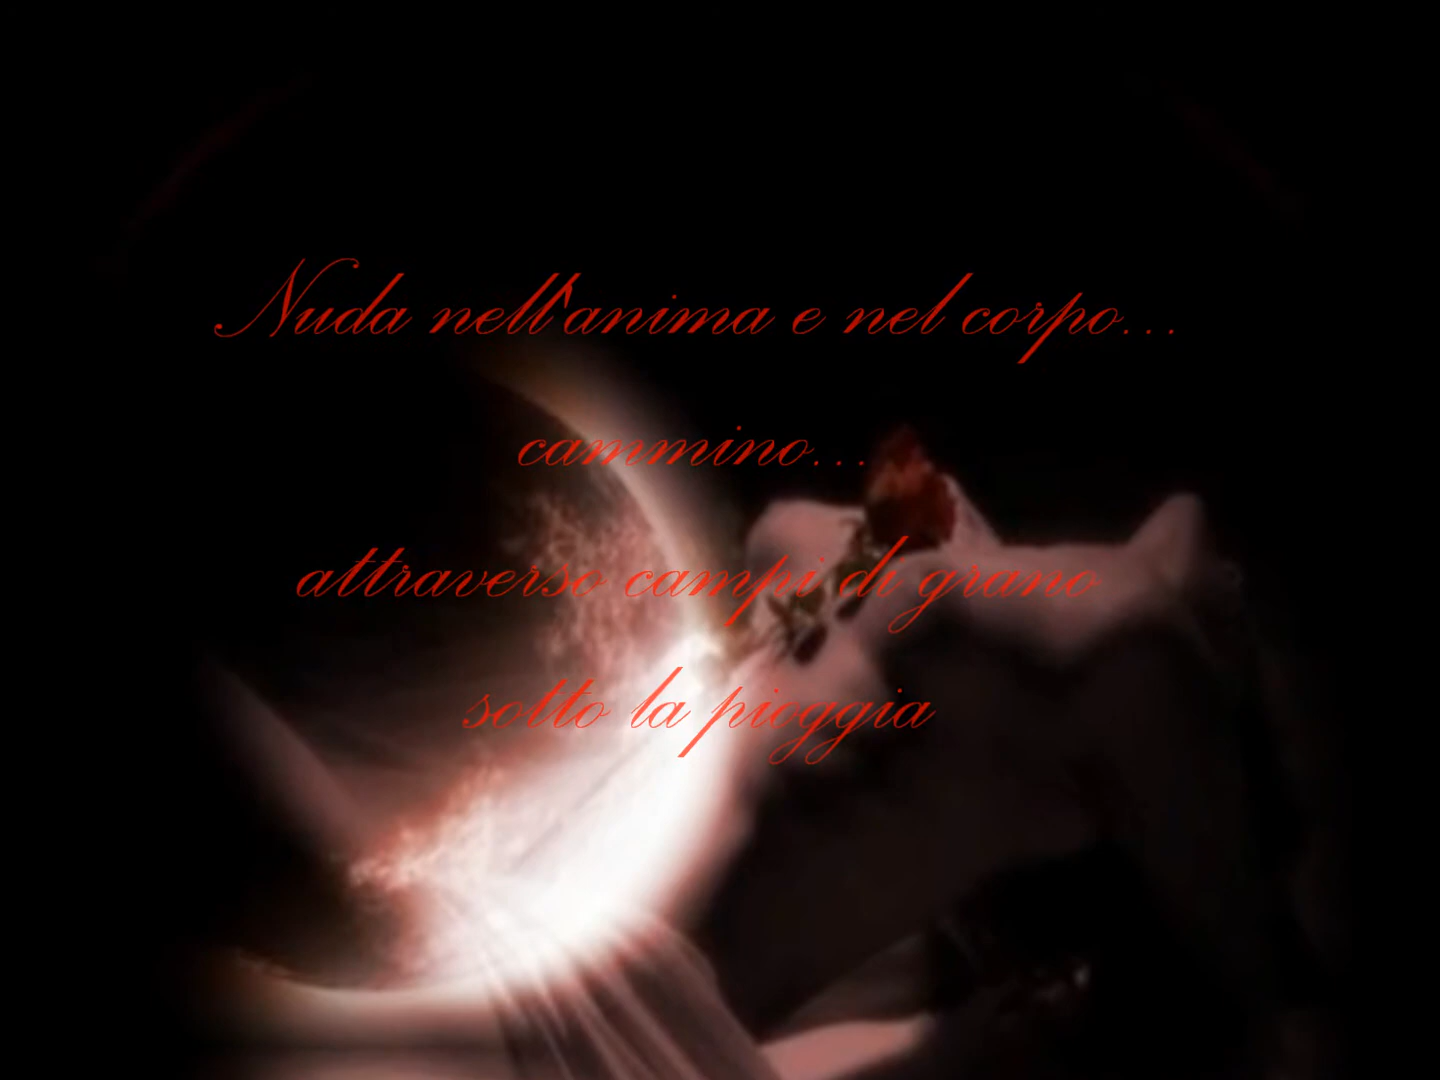 Nuda nell'anima e nel corpo...
cammino...
attraverso campi di grano
sotto la pioggia